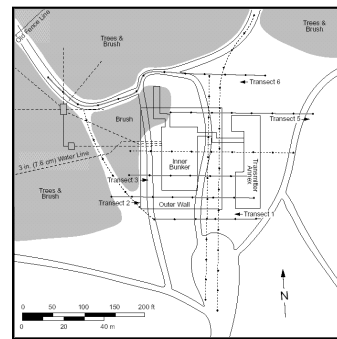 Old Fence Line
Trees &
Brush
Trees &
Brush
Transect 6
Brush
Transect 5
3 in. (7.6 cm) Water Line
Inner
Bunker
Transmitter
Annex
Transect 3
Trees &
Brush
Transect 2
Outer Wall
Transect 1
N
0 50 100 150 200 ft
0 20 40 m